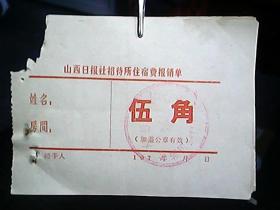 山西日报社招待所住宿费报销单
姓名：
房间：
伍角
（加盖公章有效）
经手人
197 年 月 日